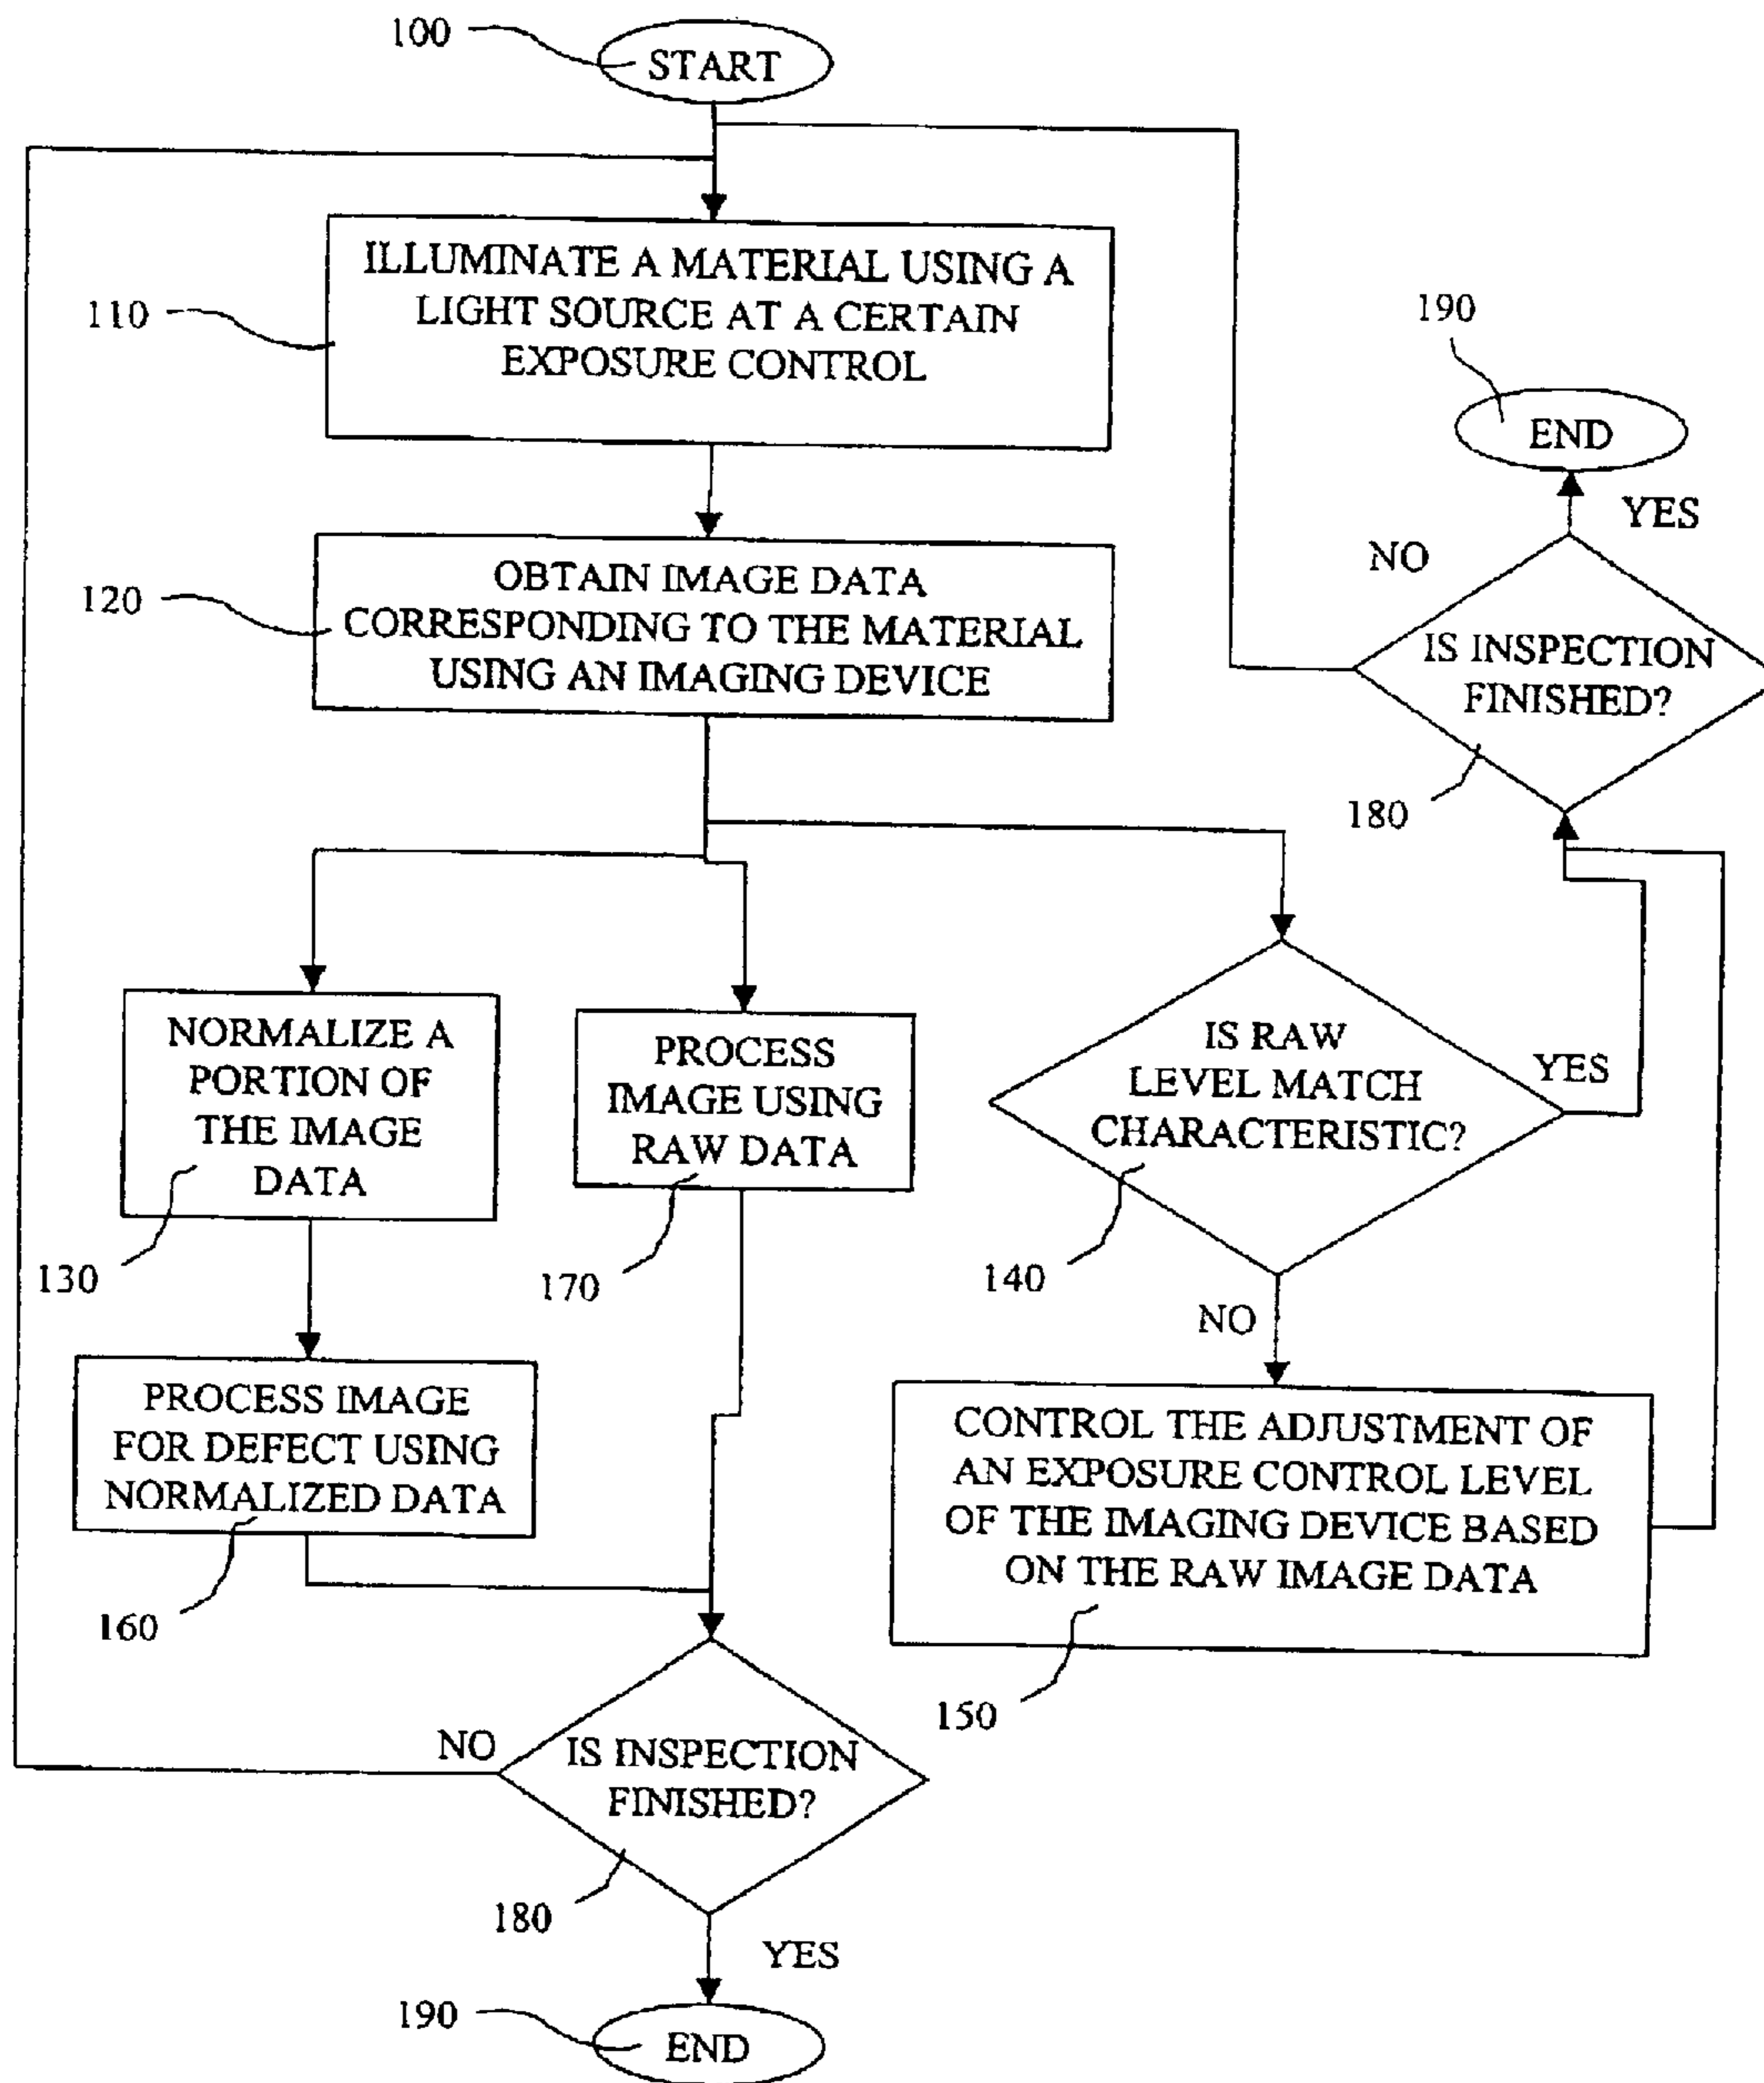 100
START
110
ILLUMINATE A MATERIAL USING A
LIGHT SOURCE AT A CERTAIN
EXPOSURE CONTROL
120
OBTAIN IMAGE DATA
CORRESPONDING TO THE MATERIAL
USING AN IMAGING DEVICE
190
END
YES
NO
IS INSPECTION
FINISHED?
180
NORMALIZE A
PORTION OF
THE IMAGE
DATA
130
PROCESS
IMAGE USING
RAW DATA
170
IS RAW
LEVEL MATCH
CHARACTERISTIC?
YES
140
NO
PROCESS IMAGE
FOR DEFECT USING
NORMALIZED DATA
160
CONTROL THE ADJUSTMENT OF
AN EXPOSURE CONTROL LEVEL
OF THE IMAGING DEVICE BASED
ON THE RAW IMAGE DATA
150
NO
IS INSPECTION
FINISHED?
180
YES
190
END